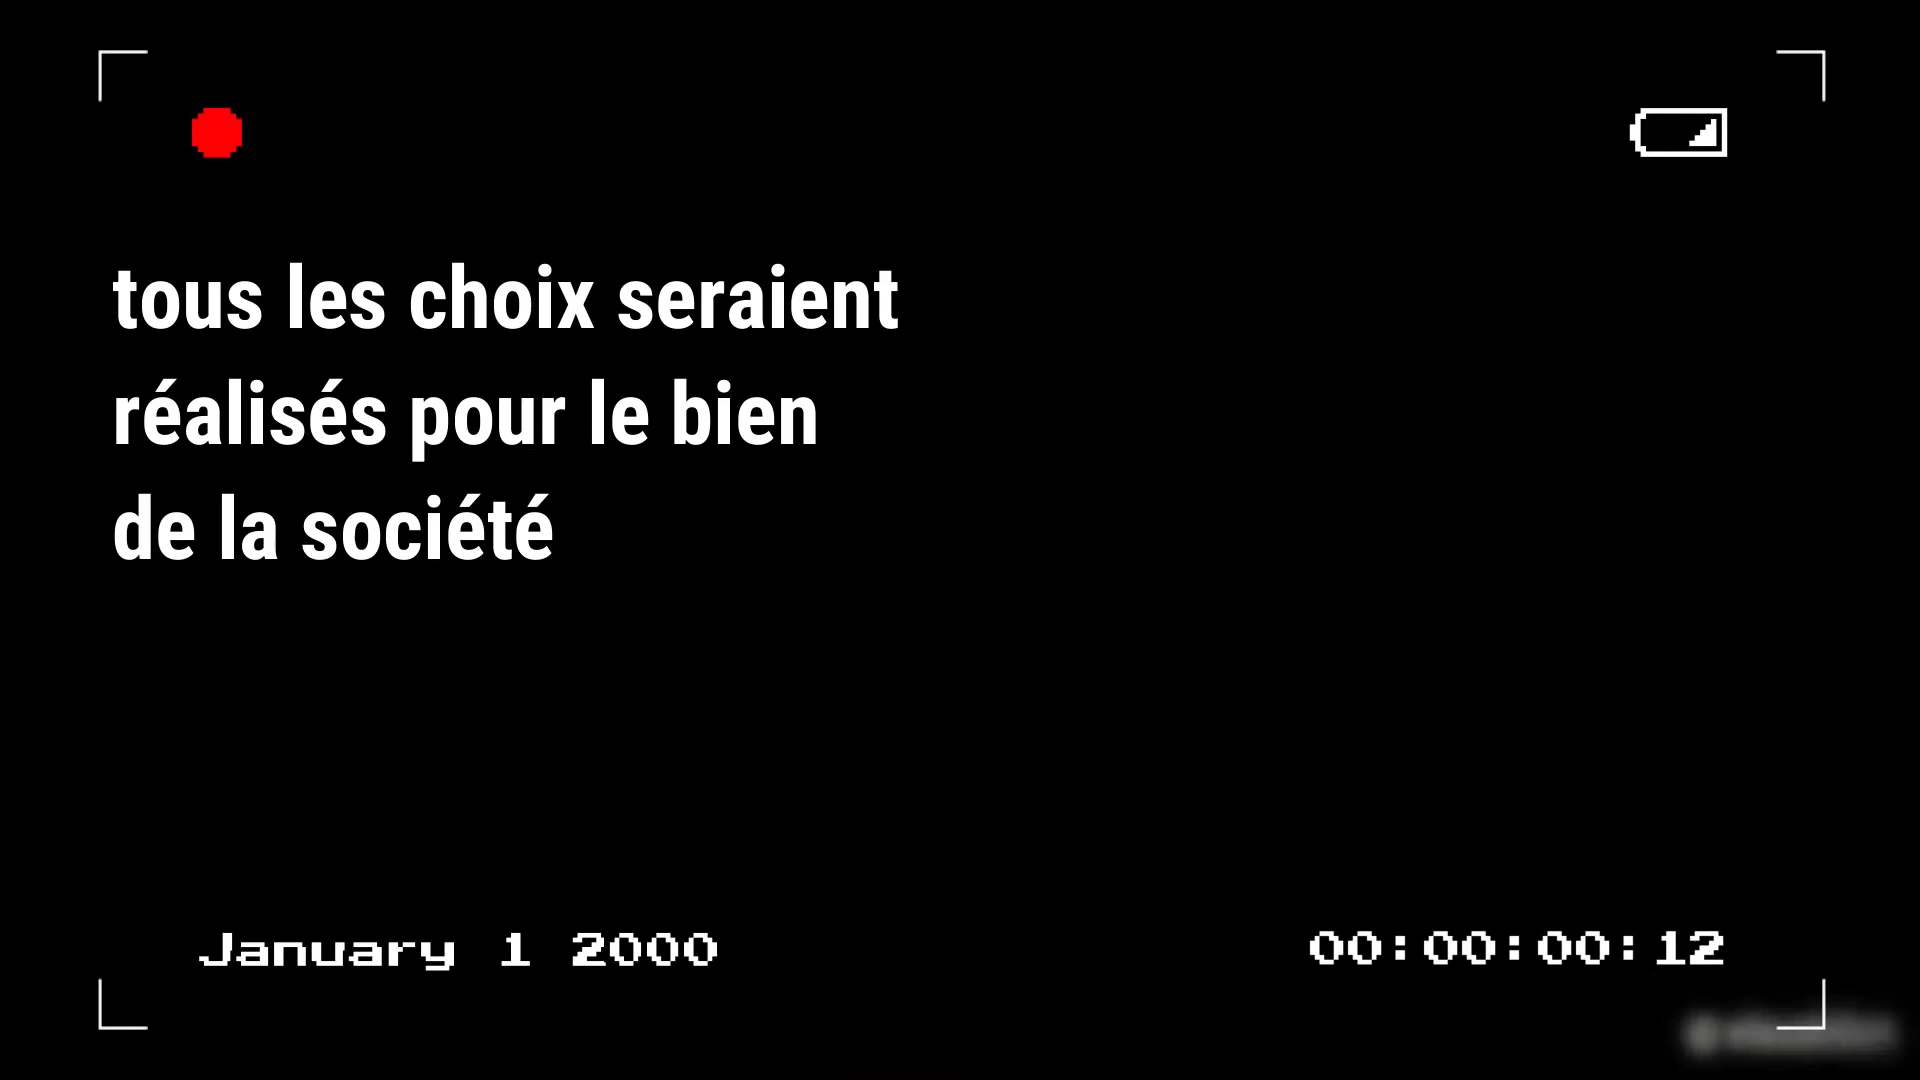 tous les choix seraient
réalisés pour le bien
de la société
January 1 2000
00:00:00:12